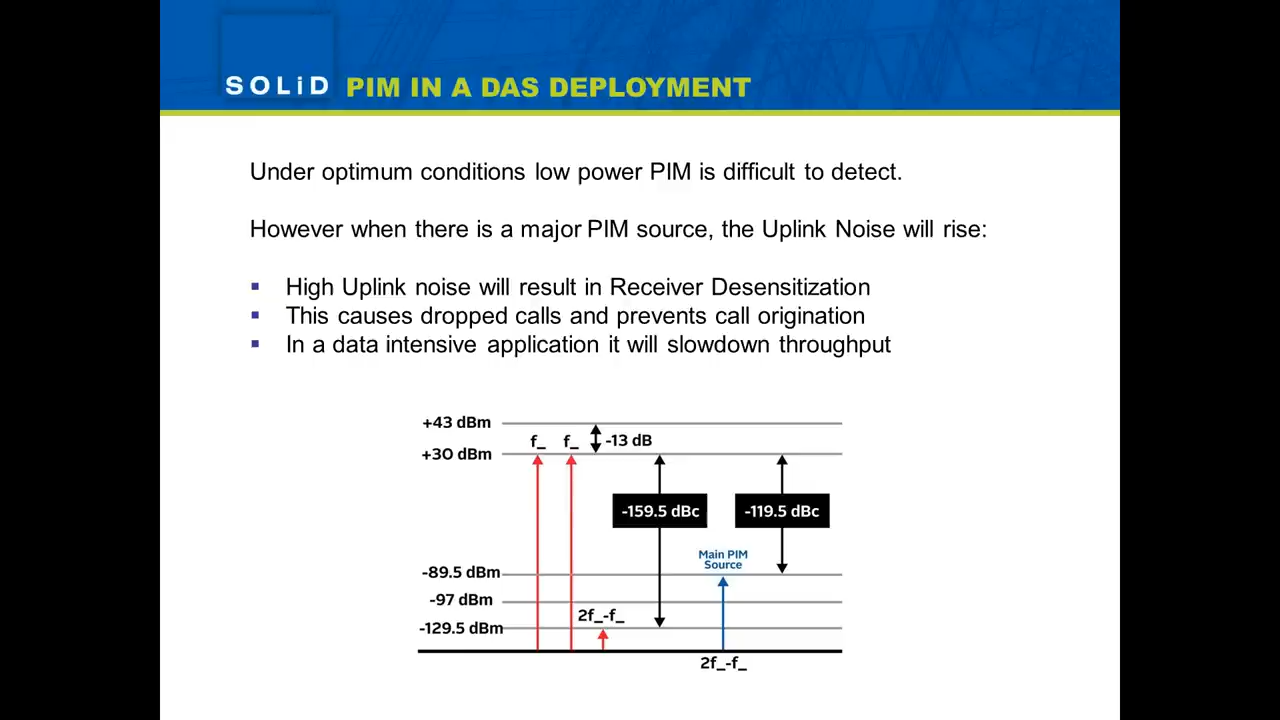 SOLiD PIM IN A DAS DEPLOYMENT
Under optimum conditions low power PIM is difficult to detect.
However when there is a major PIM source, the Uplink Noise will rise:
▪ High Uplink noise will result in Receiver Desensitization
▪ This causes dropped calls and prevents call origination
▪ In a data intensive application it will slowdown throughput
+43 dBm
f_ f_ -13 dB
+30 dBm
-159.5 dBc -119.5 dBc
Main PIM
Source
-89.5 dBm
-97 dBm
2f_-f_
-129.5 dBm
2f_-f_